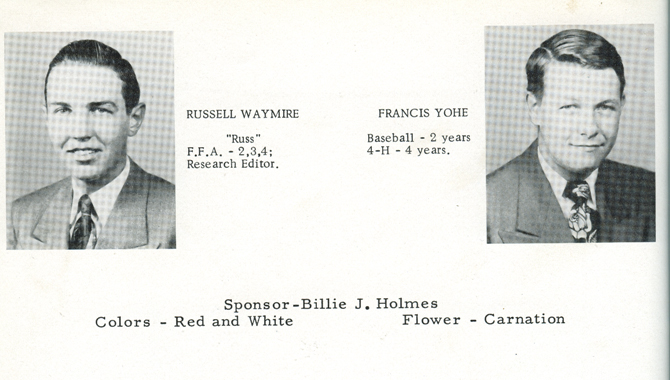 RUSSELL WAYMIRE
"Russ"
F.F.A. - 2,3,4;
Research Editor.
FRANCIS YOHE
Baseball - 2 years
4-H - 4 years.
Sponsor-Billie J. Holmes
Colors - Red and White
Flower - Carnation